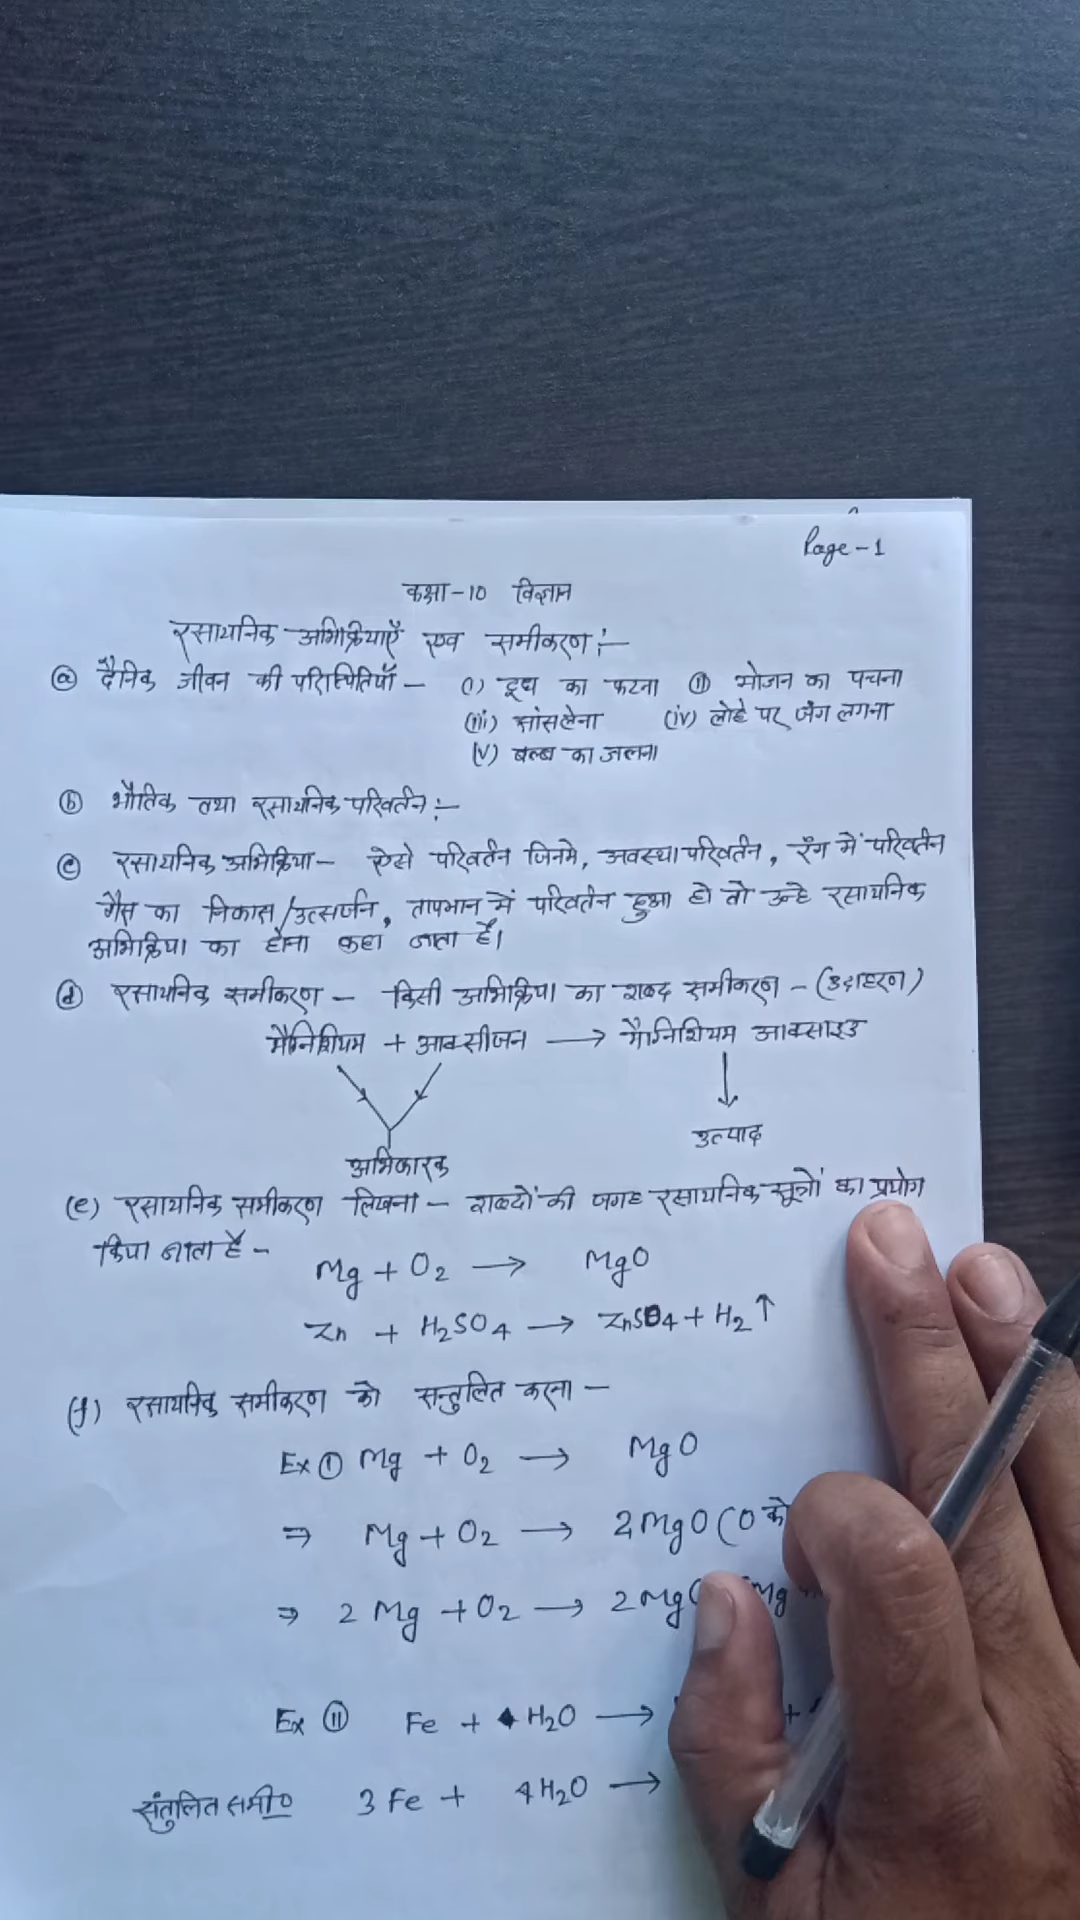 Page-1
कक्षा-10 विज्ञान
रसायनिक अभिक्रियाएँ एव समीकरण :-
ⓐ दैनिक जीवन की परिस्थितियाँ - (i) दूध का फटना ⑪ भोजन का पचना
(iii) सांसलेना (iv) लोहे पर जंग लगना
(v) बल्ब का जलना
ⓑ भौतिक तथा रसायनिक परिवर्तन :-
ⓒ रसायनिक अभिक्रिया - ऐसे परिवर्तन जिनमे, अवस्था परिवर्तन, रंग में परिवर्तन
गैस का निकास/उत्सर्जन, तापमान में परिवर्तन हुआ हो तो उन्हे रसायनिक
अभिक्रिया का होना कहा जाता है।
ⓓ रसायनिक समीकरण - किसी अभिक्रिया का शब्द समीकरण - (उदाहरण)
मैग्निशियम + आक्सीजन → मैग्निशियम आक्साइड
उत्पाद
अभिकारक
(e) रसायनिक समीकरण लिखना - शब्दों की जगह रसायनिक सूत्रों का प्रयोग
किया जाता है -
Mg + O2 → MgO
Zn + H2SO4 → ZnSO4 + H2 ↑
(f) रसायनिक समीकरण को सन्तुलित करना -
Ex ① Mg + O2 → MgO
⇒ Mg + O2 → 2MgO (O को
⇒ 2 Mg + O2 → 2Mg Mg
Ex ⑪ Fe + H2O → +
संतुलित समी० 3 Fe + 4H2O →